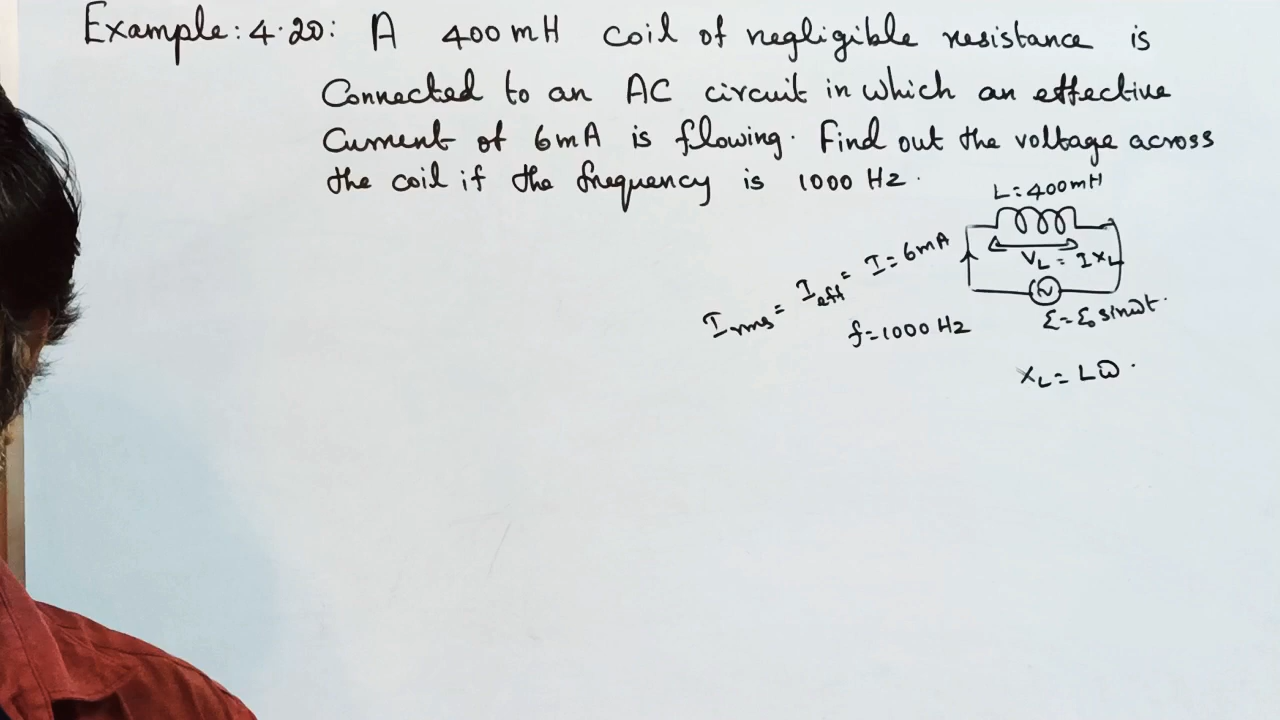 Example: 4.20: A 400 mH coil of negligible resistance is
Connected to an AC circuit in which an effective
Current of 6mA is flowing. Find out the voltage across
the coil if the frequency is 1000 Hz.
L=400mH
V_L = I X_L
I_rms = I_eff = I = 6mA
ε=ε₀ sinωt.
f=1000 Hz
X_L = Lω.